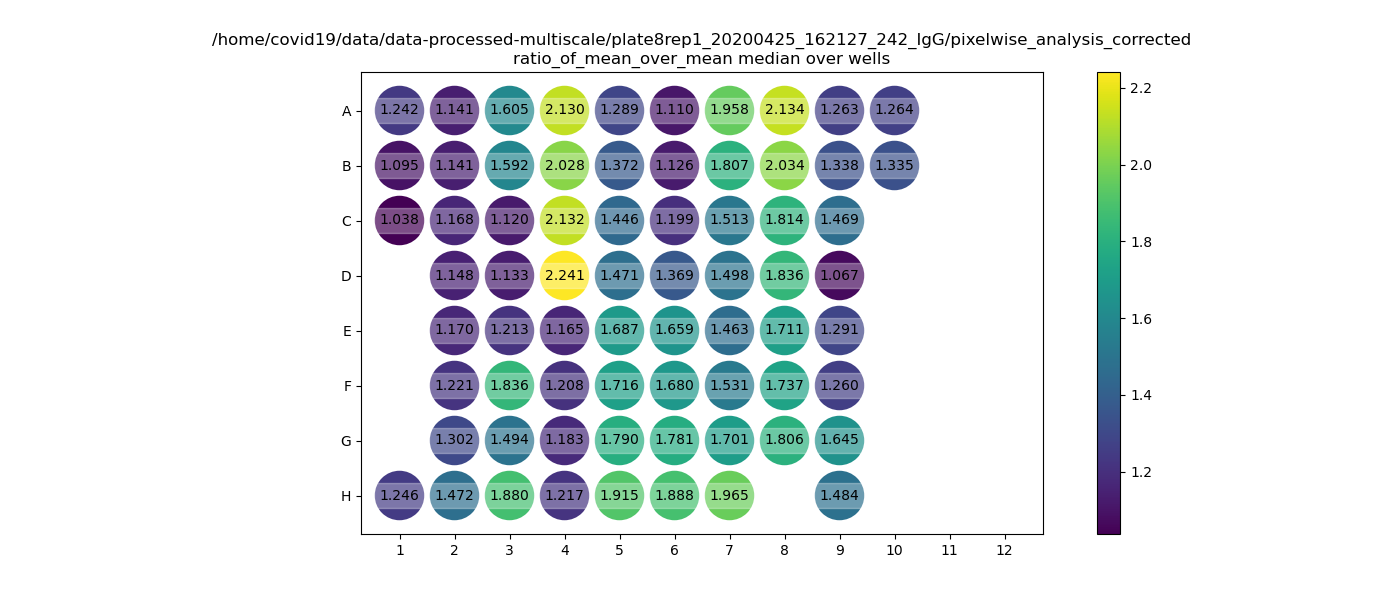 /home/covid19/data/data-processed-multiscale/plate8rep1_20200425_162127_242_IgG/pixelwise_analysis_corrected
ratio_of_mean_over_mean median over wells
A 1.242 1.141 1.605 2.130 1.289 1.110 1.958 2.134 1.263 1.264
B 1.095 1.141 1.592 2.028 1.372 1.126 1.807 2.034 1.338 1.335
C 1.038 1.168 1.120 2.132 1.446 1.199 1.513 1.814 1.469
D 1.148 1.133 2.241 1.471 1.369 1.498 1.836 1.067
E 1.170 1.213 1.165 1.687 1.659 1.463 1.711 1.291
F 1.221 1.836 1.208 1.716 1.680 1.531 1.737 1.260
G 1.302 1.494 1.183 1.790 1.781 1.701 1.806 1.645
H 1.246 1.472 1.880 1.217 1.915 1.888 1.965 1.484
1 2 3 4 5 6 7 8 9 10 11 12
2.2
2.0
1.8
1.6
1.4
1.2